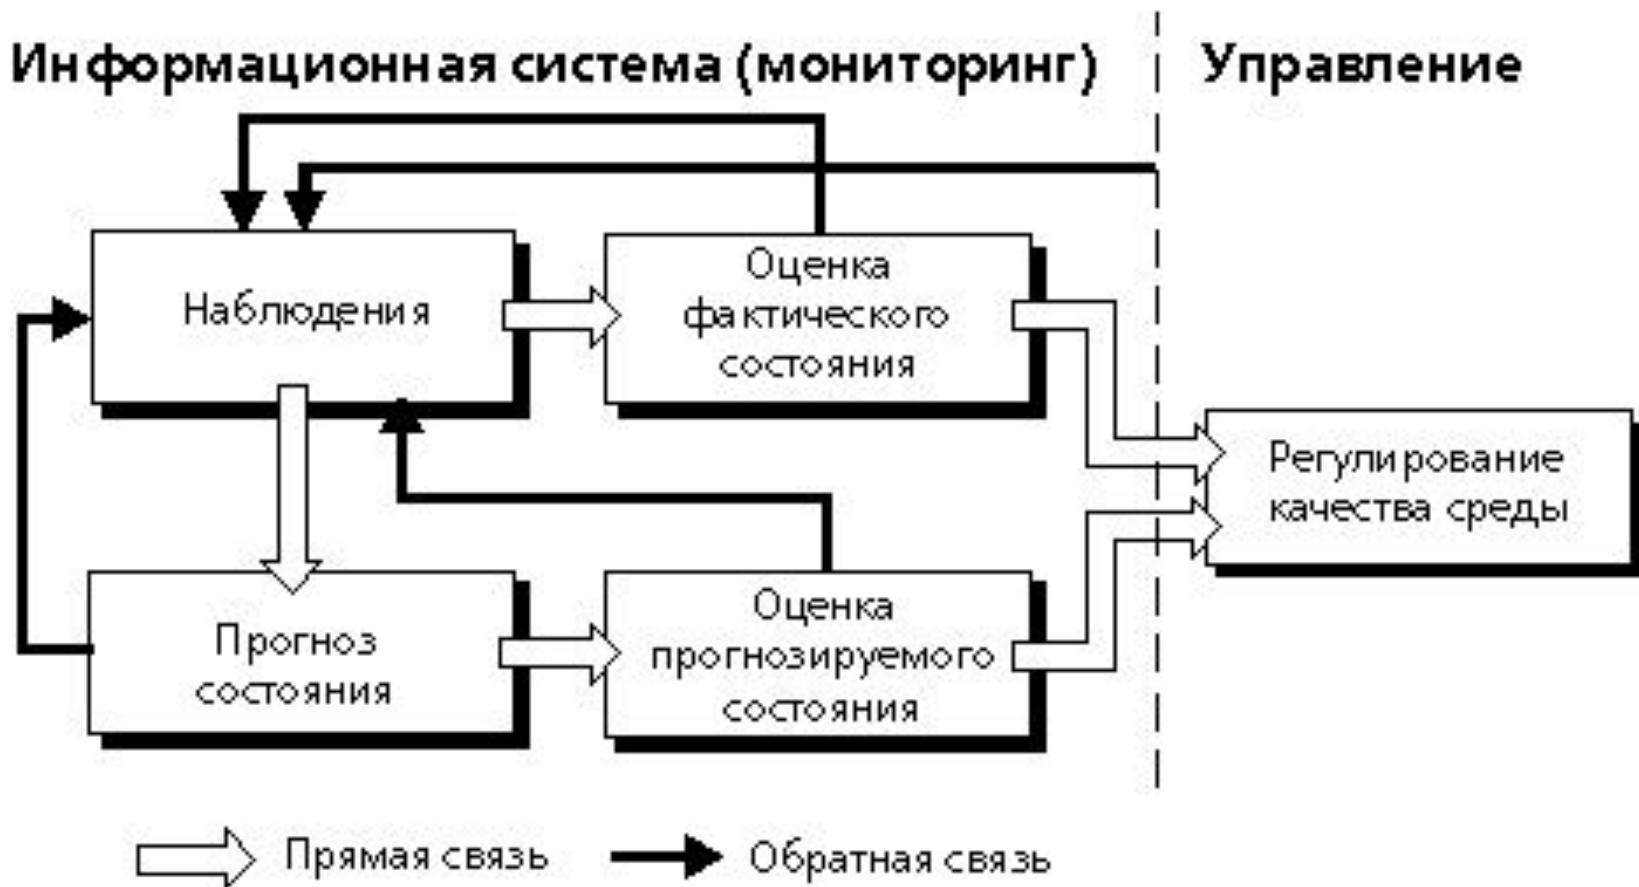 Информационная система (мониторинг)
Управление
Наблюдения
Оценка
фактического
состояния
Регулирование
качества среды
Прогноз
состояния
Оценка
прогнозируемого
состояния
Прямая связь
Обратная связь